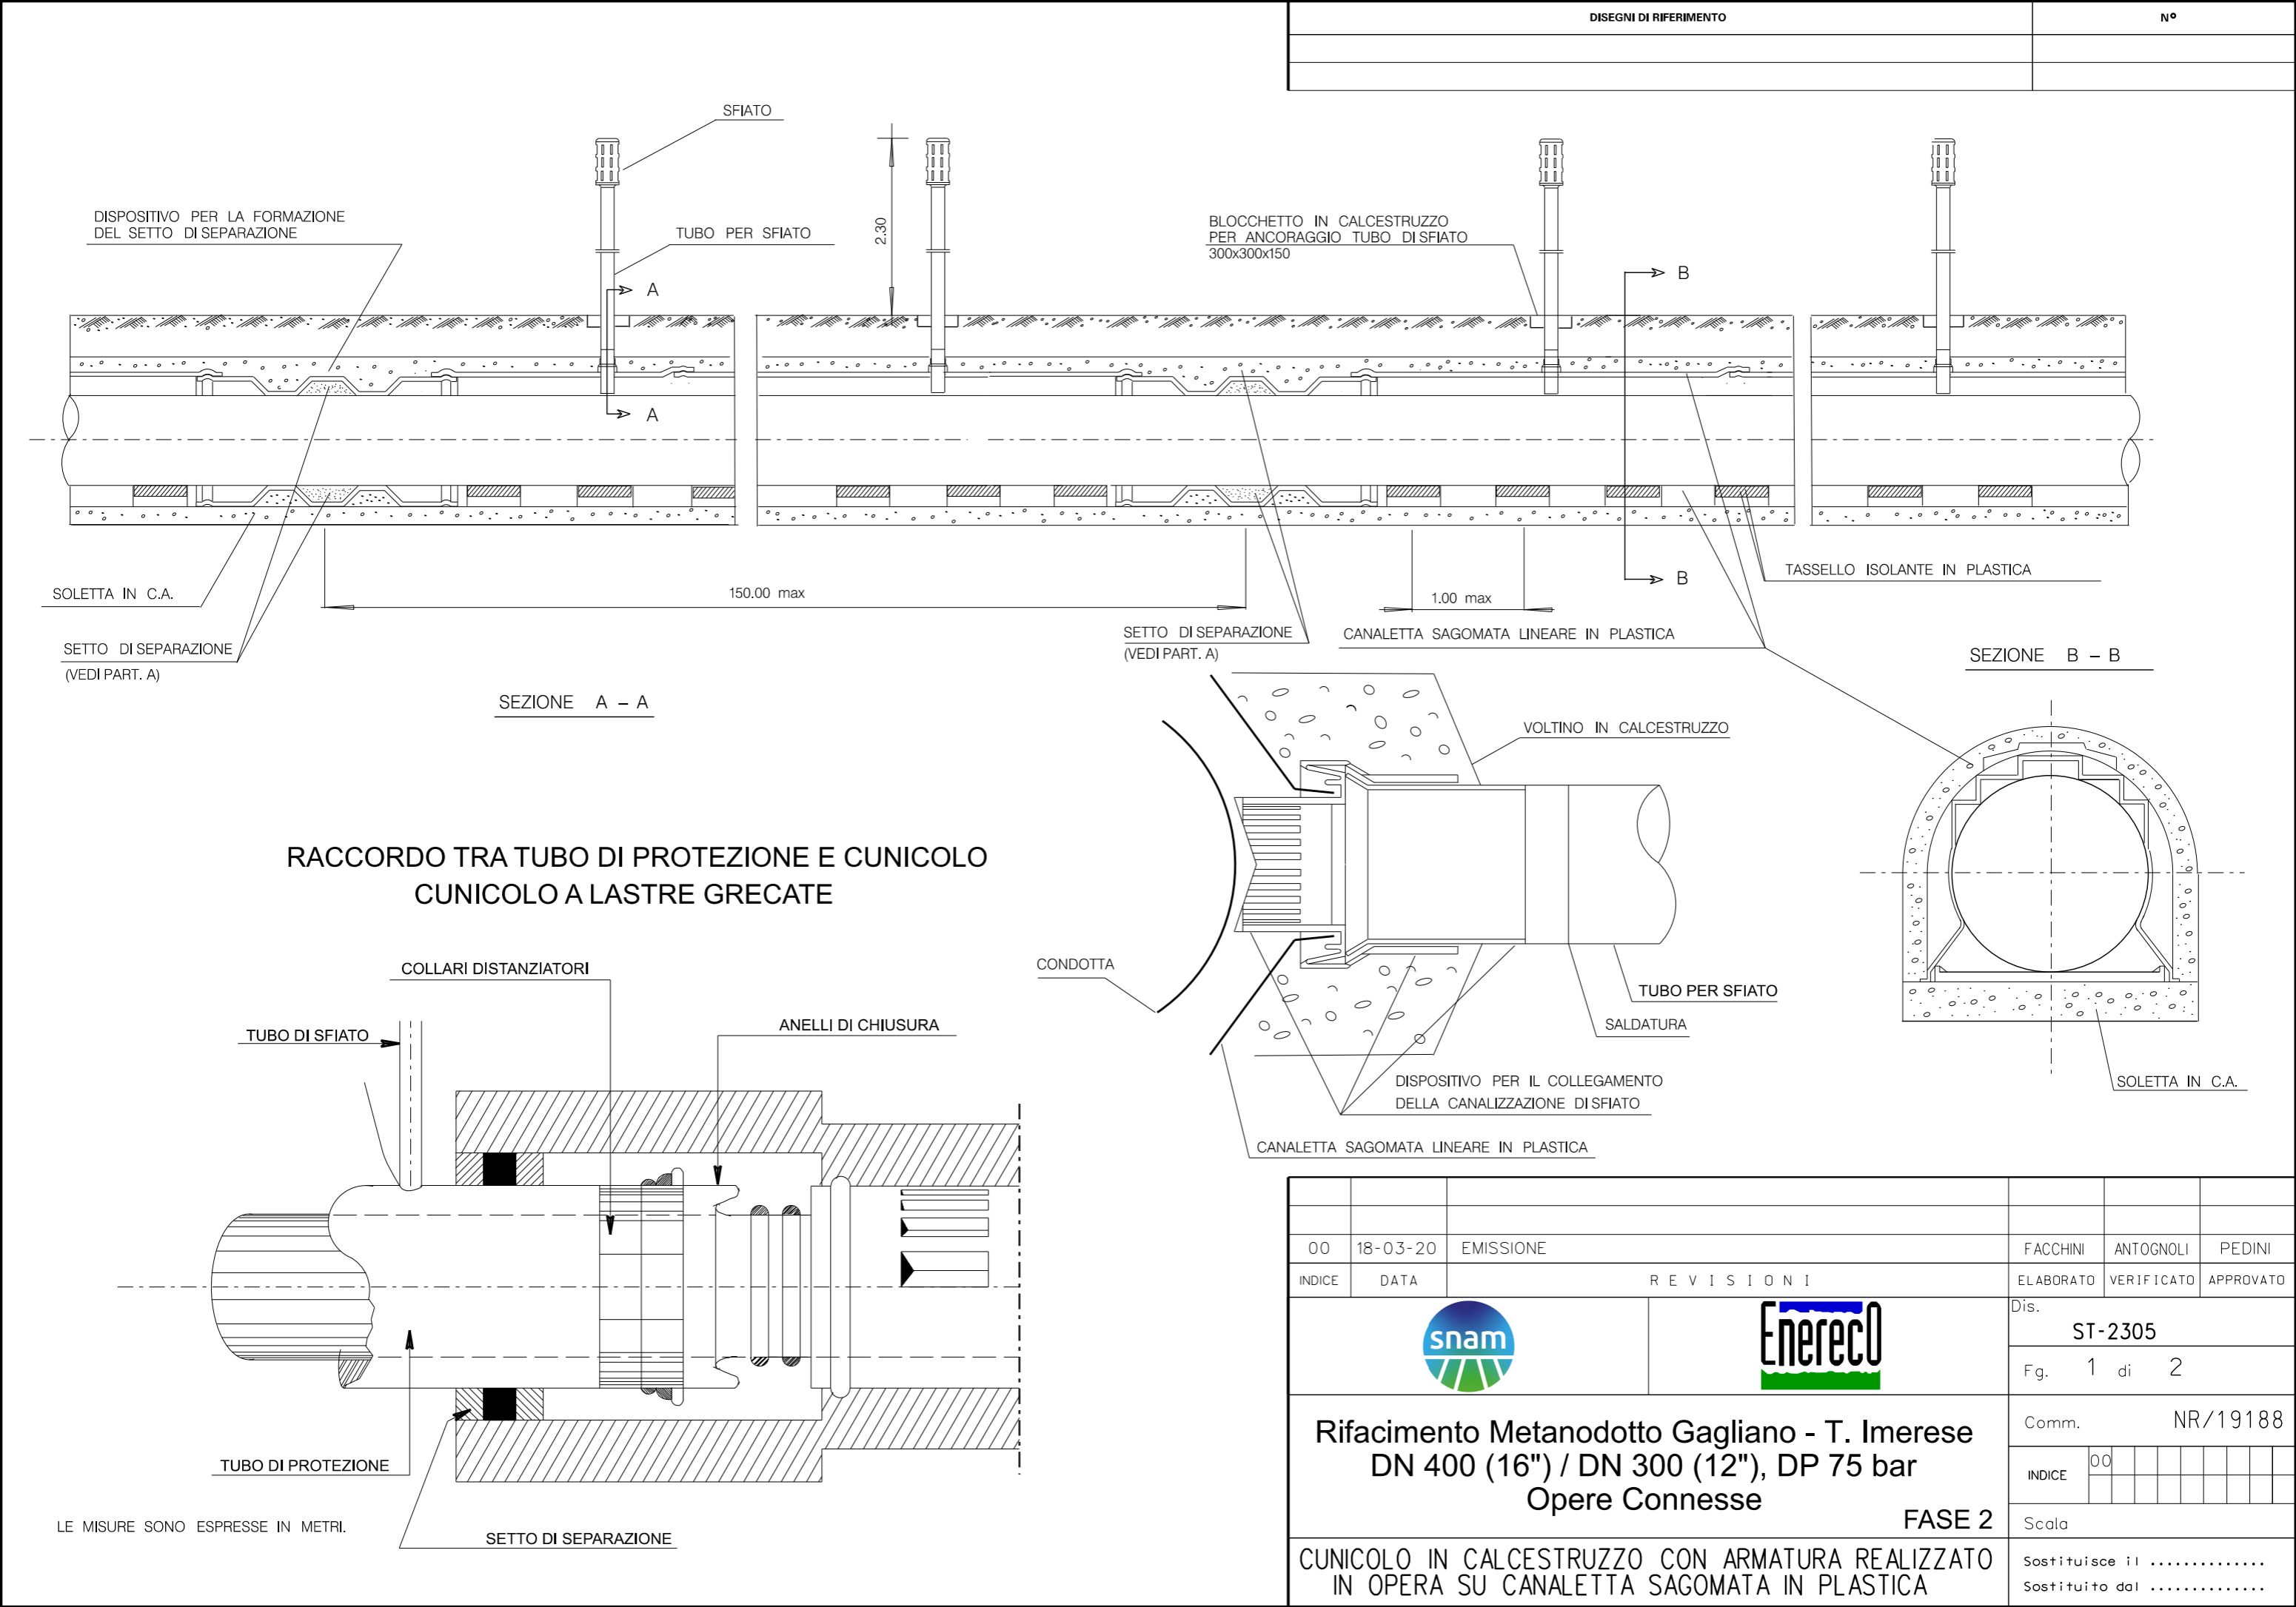 DISEGNI DI RIFERIMENTO
N°
SFIATO
DISPOSITIVO PER LA FORMAZIONE
DEL SETTO DI SEPARAZIONE
TUBO PER SFIATO
2.30
BLOCCHETTO IN CALCESTRUZZO
PER ANCORAGGIO TUBO DI SFIATO
300x300x150
A
B
A
B
SOLETTA IN C.A.
150.00 max
1.00 max
TASSELLO ISOLANTE IN PLASTICA
SETTO DI SEPARAZIONE
(VEDI PART. A)
SETTO DI SEPARAZIONE
(VEDI PART. A)
CANALETTA SAGOMATA LINEARE IN PLASTICA
SEZIONE B – B
SEZIONE A – A
VOLTINO IN CALCESTRUZZO
RACCORDO TRA TUBO DI PROTEZIONE E CUNICOLO
CUNICOLO A LASTRE GRECATE
CONDOTTA
TUBO PER SFIATO
SALDATURA
DISPOSITIVO PER IL COLLEGAMENTO
DELLA CANALIZZAZIONE DI SFIATO
CANALETTA SAGOMATA LINEARE IN PLASTICA
SOLETTA IN C.A.
COLLARI DISTANZIATORI
TUBO DI SFIATO
ANELLI DI CHIUSURA
TUBO DI PROTEZIONE
SETTO DI SEPARAZIONE
LE MISURE SONO ESPRESSE IN METRI.
00 18-03-20 EMISSIONE FACCHINI ANTOGNOLI PEDINI
INDICE DATA REVISIONI ELABORATO VERIFICATO APPROVATO
snam
Enereco
Dis.
ST-2305
Fg. 1 di 2
Rifacimento Metanodotto Gagliano - T. Imerese
DN 400 (16") / DN 300 (12"), DP 75 bar
Opere Connesse
FASE 2
Comm. NR/19188
INDICE 00
Scala
CUNICOLO IN CALCESTRUZZO CON ARMATURA REALIZZATO
IN OPERA SU CANALETTA SAGOMATA IN PLASTICA
Sostituisce il ..............
Sostituito dal ..............